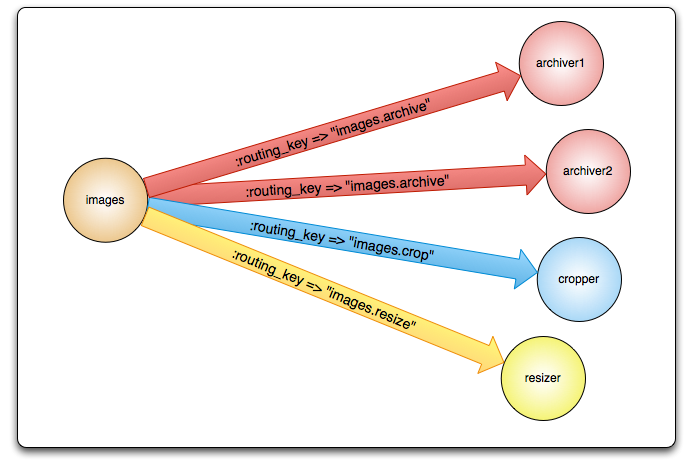 archiver1
:routing_key => "images.archive"
archiver2
:routing_key => "images.archive"
images
:routing_key => "images.crop"
cropper
:routing_key => "images.resize"
resizer